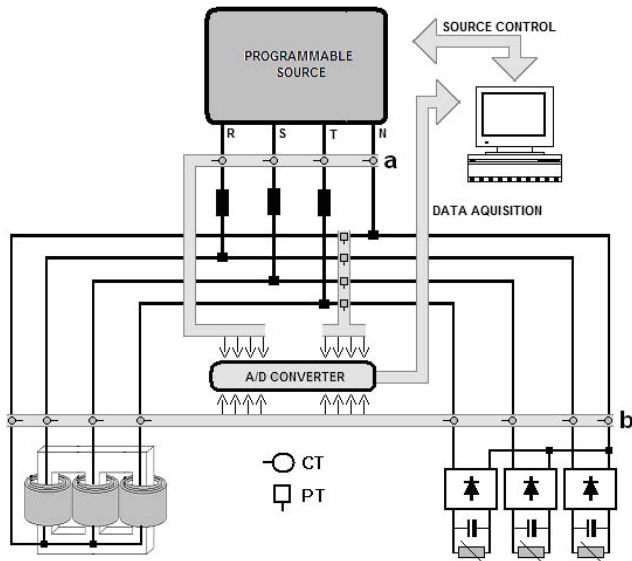 SOURCE CONTROL
PROGRAMMABLE
SOURCE
R S T N
a
DATA AQUISITION
A/D CONVERTER
b
CT
PT